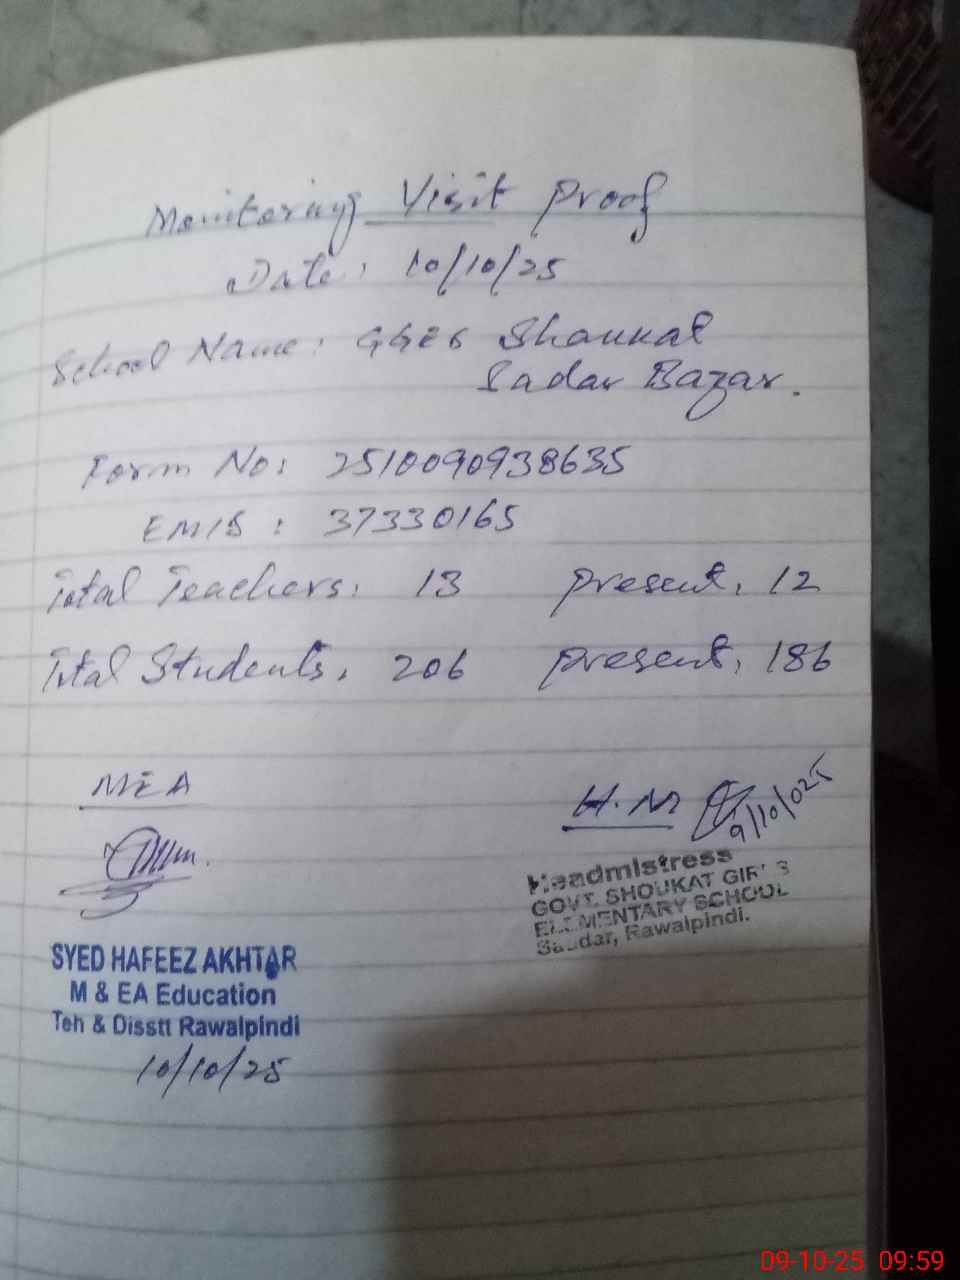 Monitoring Visit Proof
Date: 10/10/25
School Name: GGES Shaukat
Sadar Bazar.
Form No: 2510090938635
EMIS: 37330165
Total Teachers: 13 Present: 12
Total Students: 206 Present: 186
MEA
H.M 9/10/025
Headmistress
GOVT. SHOUKAT GIRLS
ELEMENTARY SCHOOL
Saddar, Rawalpindi.
SYED HAFEEZ AKHTAR
M & EA Education
Teh & Disstt Rawalpindi
10/10/25
09-10-25 09:59